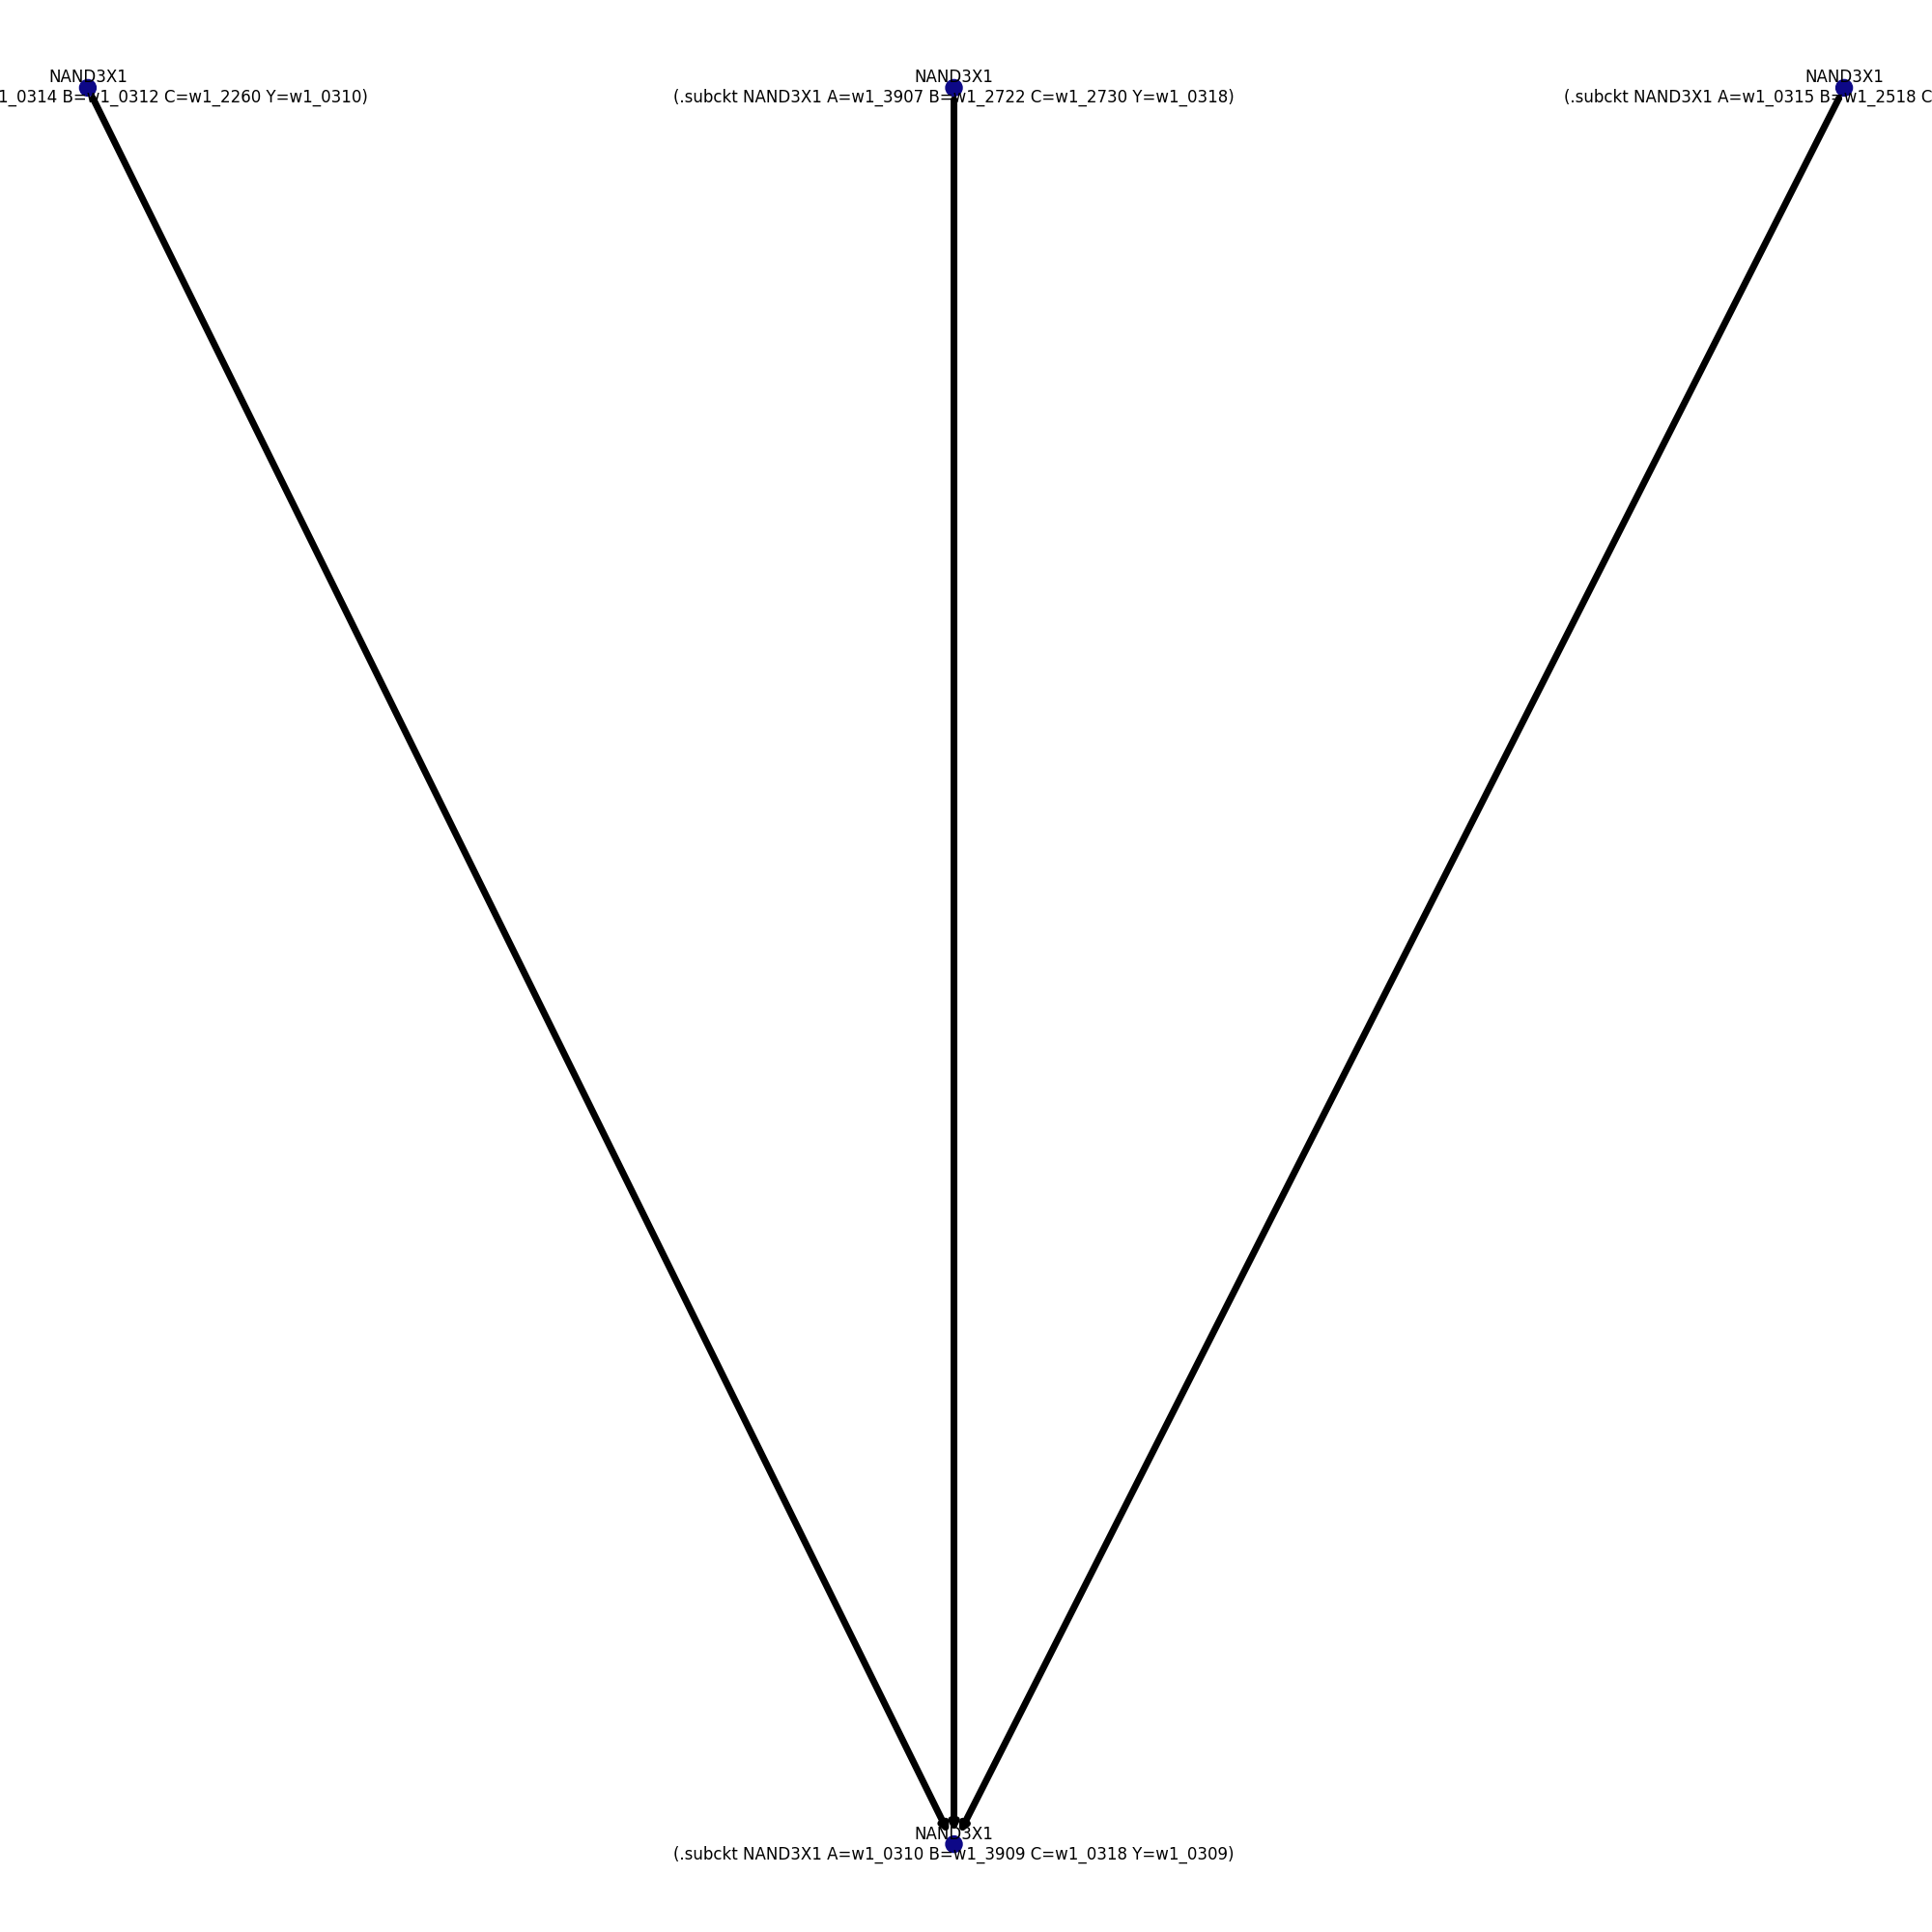 NAND3X1
1_0314 B=w1_0312 C=w1_2260 Y=w1_0310)
NAND3X1
(.subckt NAND3X1 A=w1_3907 B=w1_2722 C=w1_2730 Y=w1_0318)
NAND3X1
(.subckt NAND3X1 A=w1_0315 B=w1_2518 C
NAND3X1
(.subckt NAND3X1 A=w1_0310 B=w1_3909 C=w1_0318 Y=w1_0309)